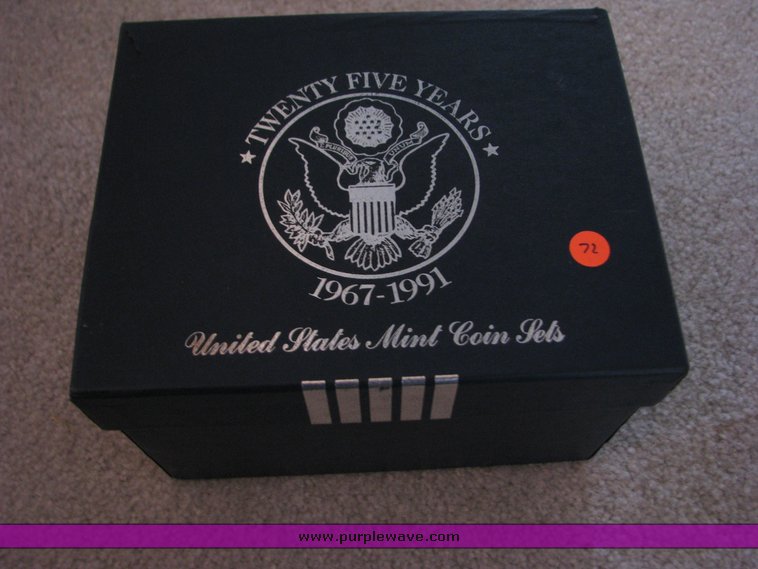 ★ TWENTY FIVE YEARS ★
1967-1991
72
United States Mint Coin Sets
www.purplewave.com